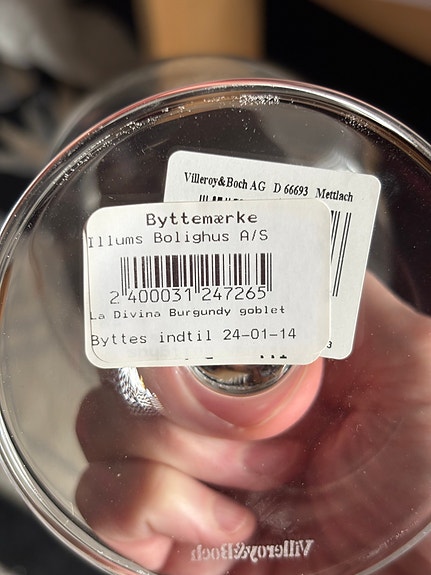 Villeroy&Boch AG D 66693 Mettlach
Byttemærke
Illums Bolighus A/S
2 400031 247265
La Divina Burgundy goblet
Byttes indtil 24-01-14
3
Villeroy&Boch